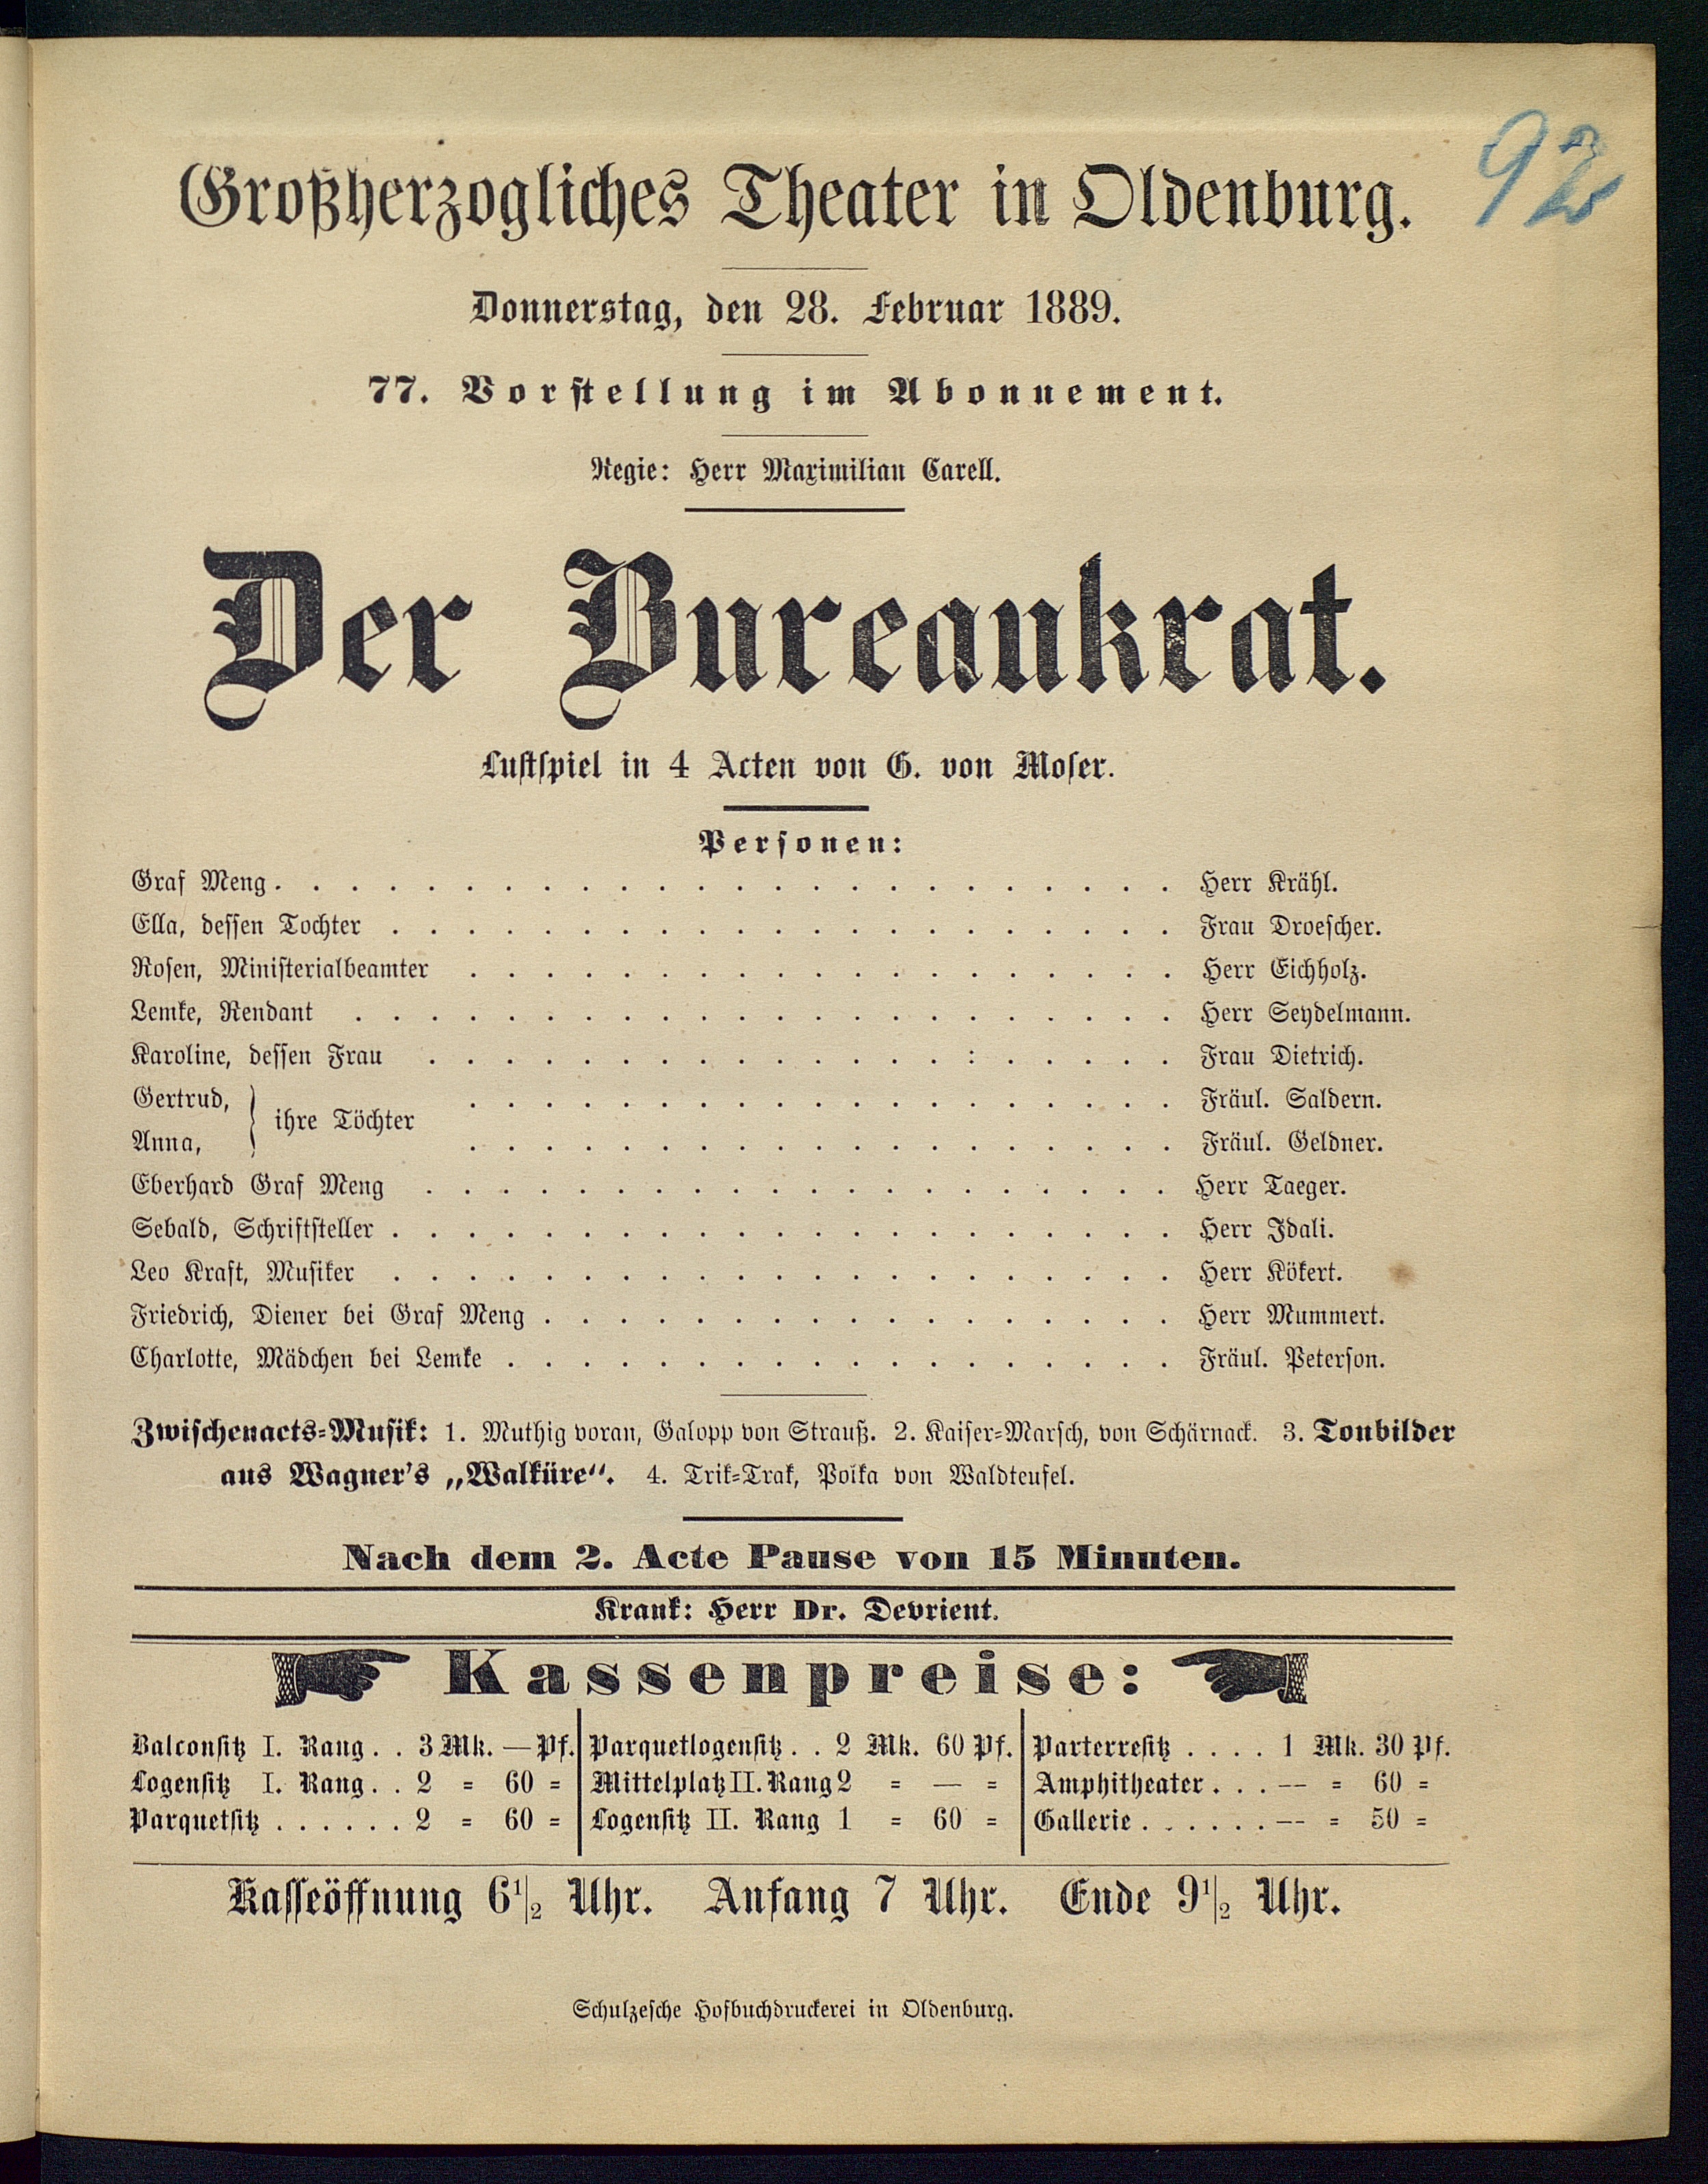 92
Großherzogliches Theater in Oldenburg.
Donnerstag, den 28. Februar 1889.
77. Vorstellung im Abonnement.
Regie: Herr Maximilian Carell.
Der Bureaukrat.
Lustspiel in 4 Acten von G. von Moser.
Personen:
Graf Meng . . . . . . . . . . . . . . . . . . . . . . . . Herr Krähl.
Ella, dessen Tochter . . . . . . . . . . . . . . . . . . . . . Frau Droescher.
Rosen, Ministerialbeamter . . . . . . . . . . . . . . . . . . . Herr Eichholz.
Lemke, Rendant . . . . . . . . . . . . . . . . . . . . . . Herr Seydelmann.
Karoline, dessen Frau . . . . . . . . . . . . . . : . . . . . Frau Dietrich.
Gertrud, . . . . . . . . . . . . . . . . . . . Fräul. Saldern.
ihre Töchter
Anna, . . . . . . . . . . . . . . . . . . . Fräul. Geldner.
Eberhard Graf Meng . . . . . . . . . . . . . . . . . . . . Herr Taeger.
Sebald, Schriftsteller . . . . . . . . . . . . . . . . . . . . . Herr Idali.
Leo Kraft, Musiker . . . . . . . . . . . . . . . . . . . . . Herr Kökert.
Friedrich, Diener bei Graf Meng . . . . . . . . . . . . . . . . . Herr Mummert.
Charlotte, Mädchen bei Lemke . . . . . . . . . . . . . . . . . . Fräul. Peterson.
Zwischenacts=Musik: 1. Muthig voran, Galopp von Strauß. 2. Kaiser=Marsch, von Schärnack. 3. Tonbilder
aus Wagner's „Walküre“. 4. Trik=Trak, Polka von Waldteufel.
Nach dem 2. Acte Pause von 15 Minuten.
Krank: Herr Dr. Devrient.
Kassenpreise:
Balconsitz I. Rang . . 3 Mk. — Pf. Parquetlogensitz . . 2 Mk. 60 Pf. Parterresitz . . . . 1 Mk. 30 Pf.
Logensitz I. Rang . . 2 = 60 = Mittelplatz II. Rang 2 = — = Amphitheater . . . -- = 60 =
Parquetsitz . . . . . . 2 = 60 = Logensitz II. Rang 1 = 60 = Gallerie . . . . . . -- = 50 =
Kasseöffnung 6 1/2 Uhr. Anfang 7 Uhr. Ende 9 1/2 Uhr.
Schulzesche Hofbuchdruckerei in Oldenburg.